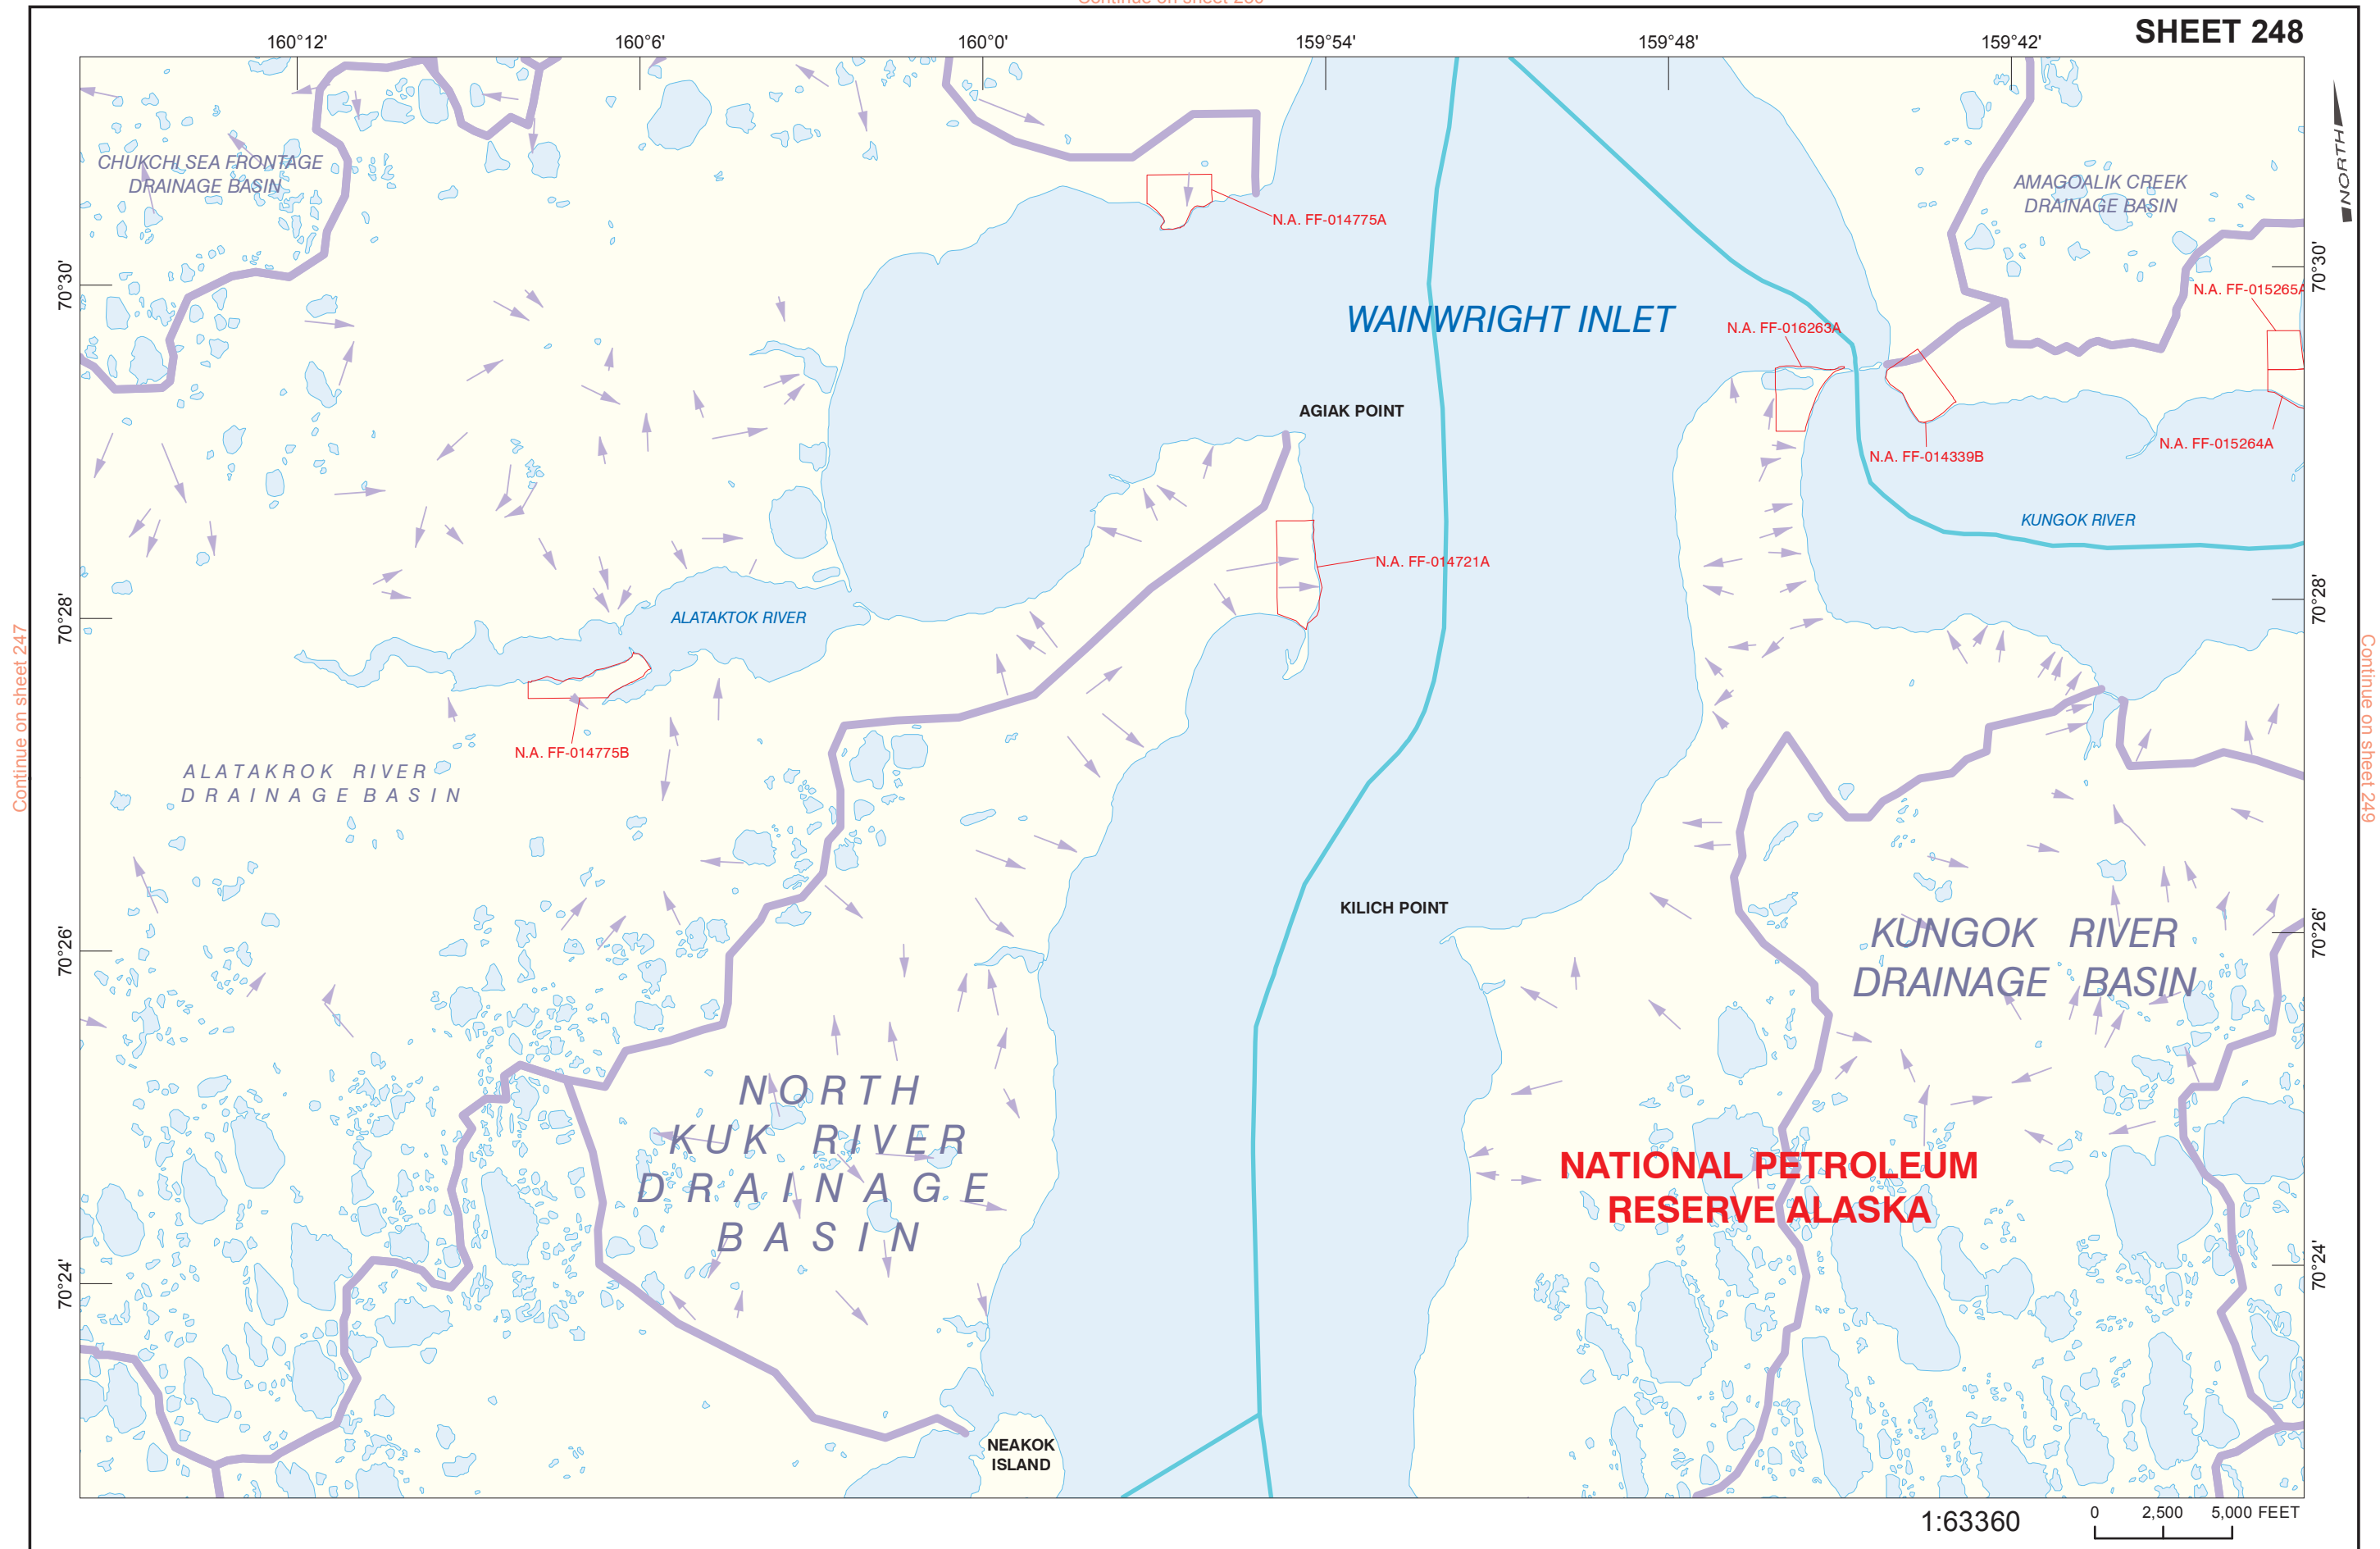 SHEET 248
160°12'
160°6'
160°0'
159°54'
159°48'
159°42'
NORTH
CHUKCHI SEA FRONTAGE
DRAINAGE BASIN
AMAGOALIK CREEK
DRAINAGE BASIN
N.A. FF-014775A
70°30'
70°30'
N.A. FF-015265A
WAINWRIGHT INLET
N.A. FF-016263A
AGIAK POINT
N.A. FF-015264A
N.A. FF-014339B
KUNGOK RIVER
N.A. FF-014721A
70°28'
70°28'
ALATAKTOK RIVER
Continue on sheet 247
Continue on sheet 249
N.A. FF-014775B
ALATAKROK RIVER
DRAINAGE BASIN
KILICH POINT
70°26'
70°26'
KUNGOK RIVER
DRAINAGE BASIN
NORTH
KUK RIVER
DRAINAGE
BASIN
NATIONAL PETROLEUM
RESERVE ALASKA
70°24'
70°24'
NEAKOK
ISLAND
1:63360
0 2,500 5,000 FEET